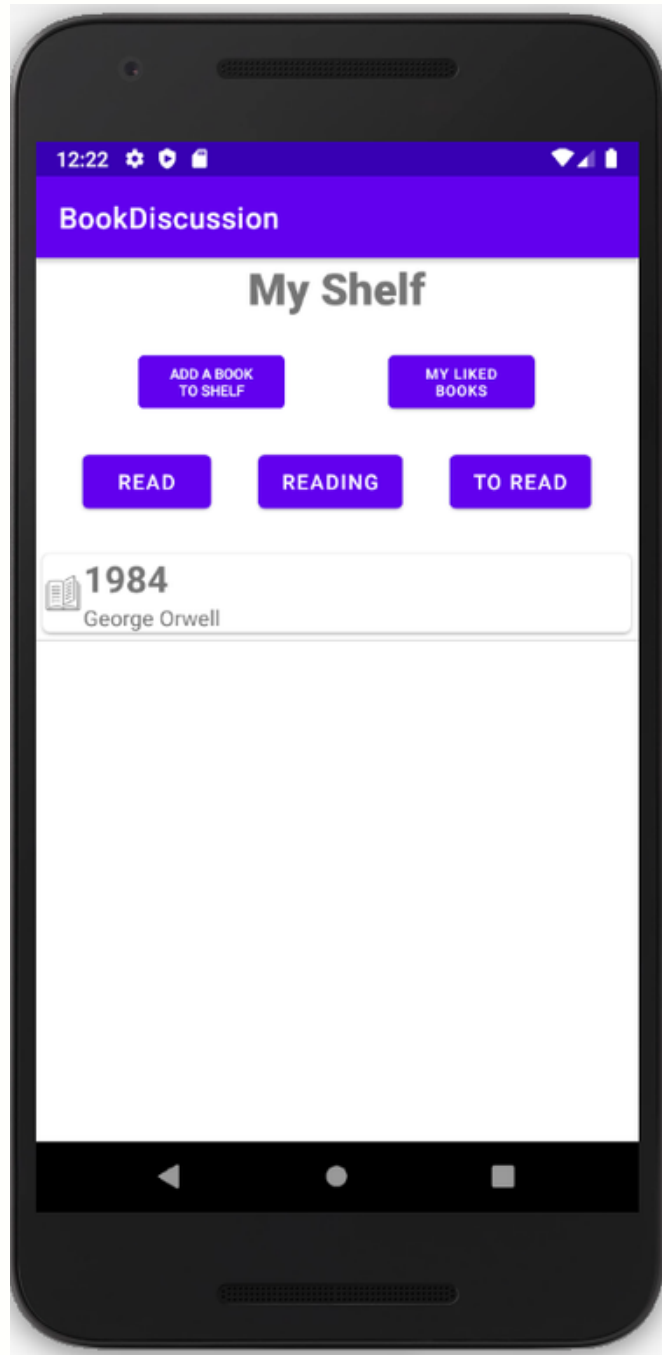 12:22
BookDiscussion
My Shelf
ADD A BOOK
TO SHELF
MY LIKED
BOOKS
READ
READING
TO READ
1984
George Orwell